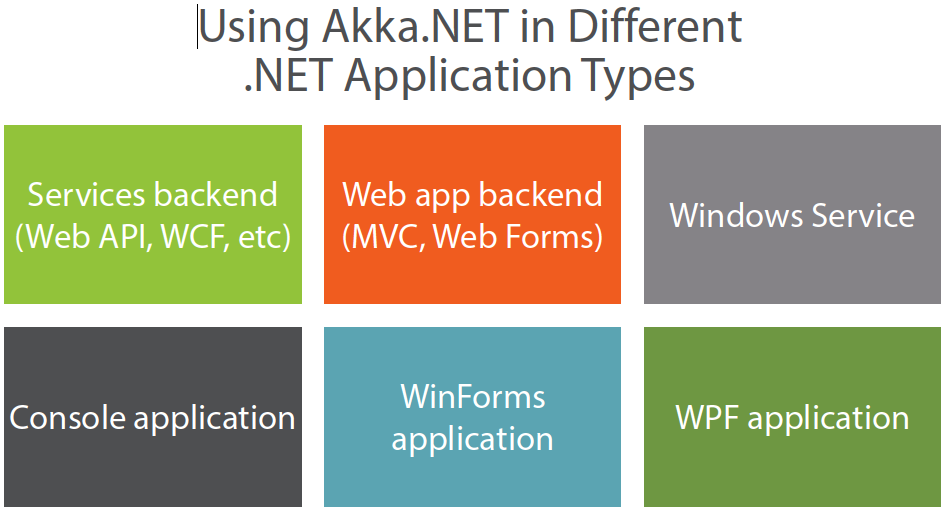 Using Akka.NET in Different
.NET Application Types
Services backend
(Web API, WCF, etc)
Web app backend
(MVC, Web Forms)
Windows Service
Console application
WinForms
application
WPF application